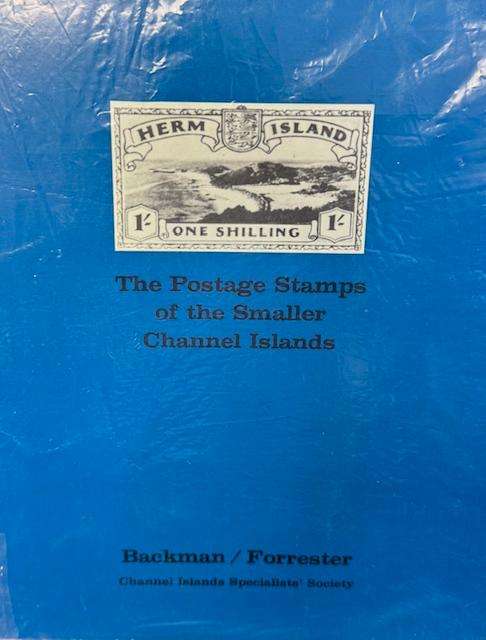 HERM ISLAND
1/- ONE SHILLING 1/-
The Postage Stamps
of the Smaller
Channel Islands
Backman / Forrester
Channel Islands Specialists' Society